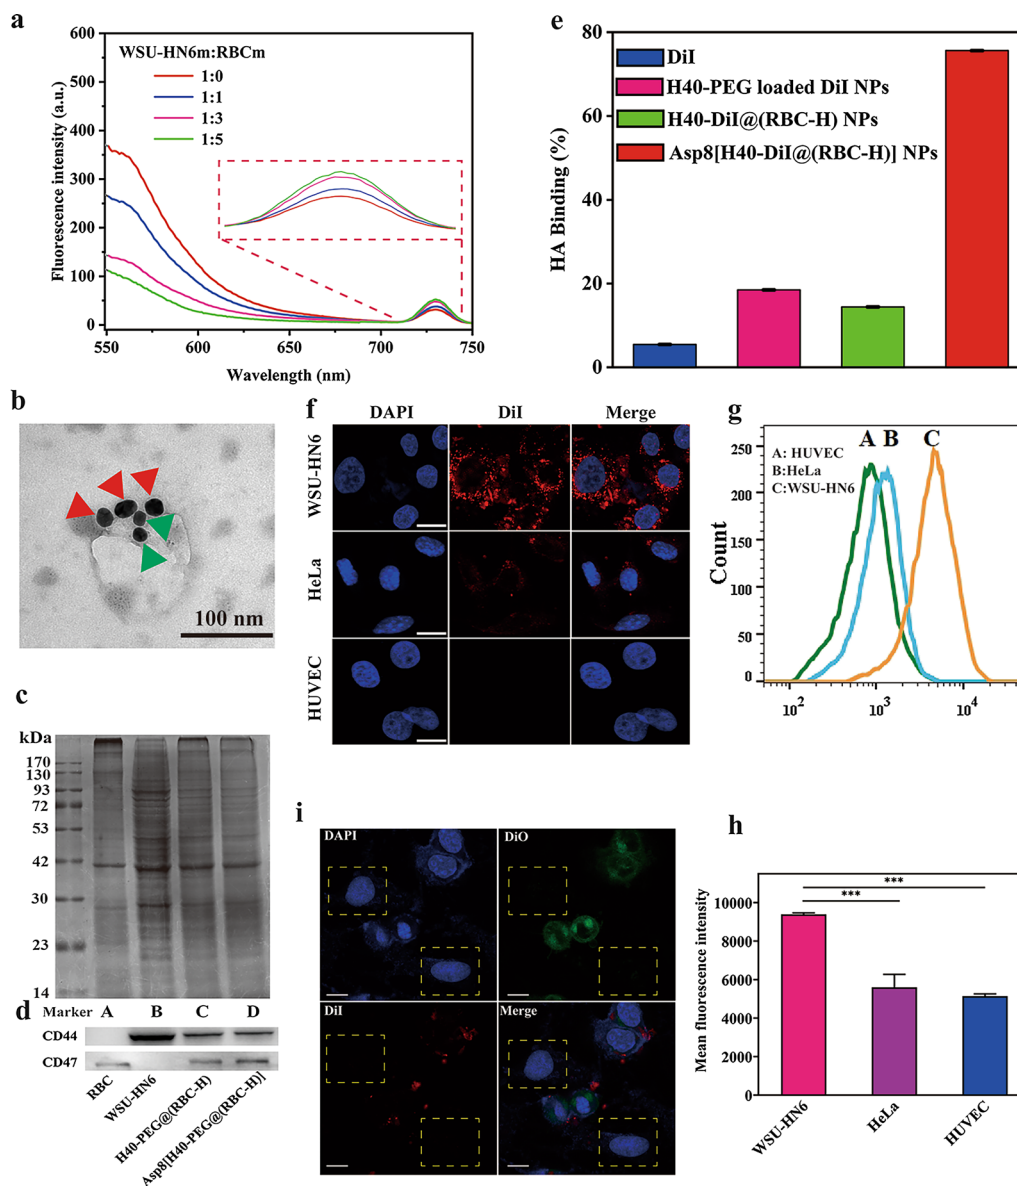 a
600
500
400
300
200
100
0
Fluorescence intensity (a.u.)
WSU-HN6m:RBCm
1:0
1:1
1:3
1:5
550
600
650
700
750
Wavelength (nm)
e
80
60
40
20
0
HA Binding (%)
DiI
H40-PEG loaded DiI NPs
H40-DiI@(RBC-H) NPs
Asp8[H40-DiI@(RBC-H)] NPs
b
100 nm
f
DAPI
DiI
Merge
WSU-HN6
HeLa
HUVEC
g
250
200
150
100
50
0
Count
A
B
C
A: HUVEC
B:HeLa
C:WSU-HN6
10²
10³
10⁴
c
kDa
170
130
93
72
53
42
30
23
14
Marker
A
B
C
D
d
CD44
CD47
RBC
WSU-HN6
H40-PEG@(RBC-H)
Asp8[H40-PEG@(RBC-H)]
i
DAPI
DiO
DiI
Merge
h
10000
8000
6000
4000
2000
0
Mean fluorescence intensity
***
***
WSU-HN6
HeLa
HUVEC